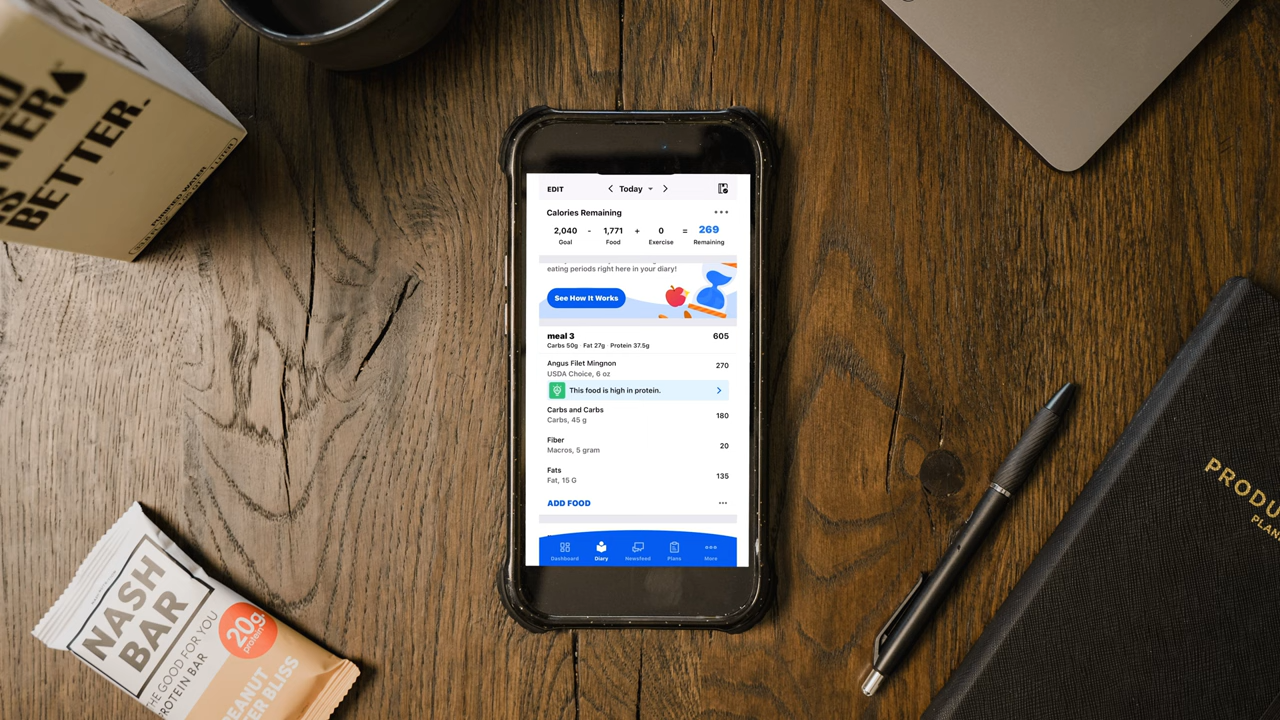 BETTER.
EDIT
Today
Calories Remaining
2,040 - 1,771 + 0 = 269
Goal Food Exercise Remaining
eating periods right here in your diary!
See How It Works
meal 3 605
Carbs 50g Fat 27g Protein 37.5g
Angus Filet Mingnon 270
USDA Choice, 6 oz
This food is high in protein.
Carbs and Carbs 180
Carbs, 45 g
Fiber 20
Macros, 5 gram
Fats 135
Fat, 15 G
ADD FOOD
Dashboard Diary Newsfeed Plans More
NASH
BAR
THE GOOD FOR YOU
PROTEIN BAR
20g
protein
BLISS